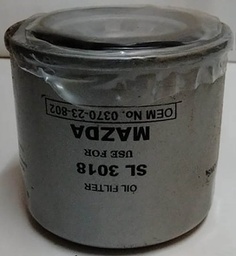 OIL FILTER
SL 3018
USE FOR
MAZDA
OEM No. 0370-23-802